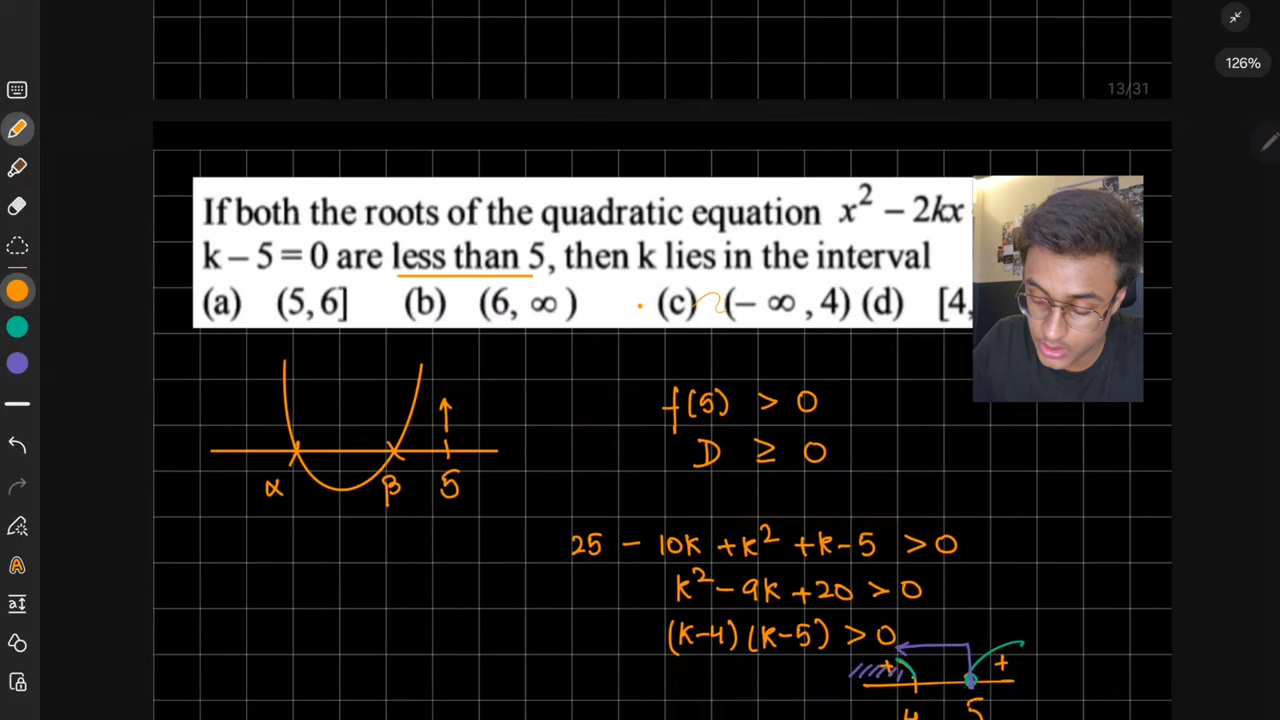 126%
13/31
If both the roots of the quadratic equation x² – 2kx
k – 5 = 0 are less than 5, then k lies in the interval
(a) (5, 6] (b) (6, ∞) (c) (– ∞, 4) (d) [4,
f(5) > 0
D ≥ 0
α β 5
25 – 10k + k² + k – 5 > 0
k² – 9k + 20 > 0
(k–4)(k–5) > 0
+ +
4 5